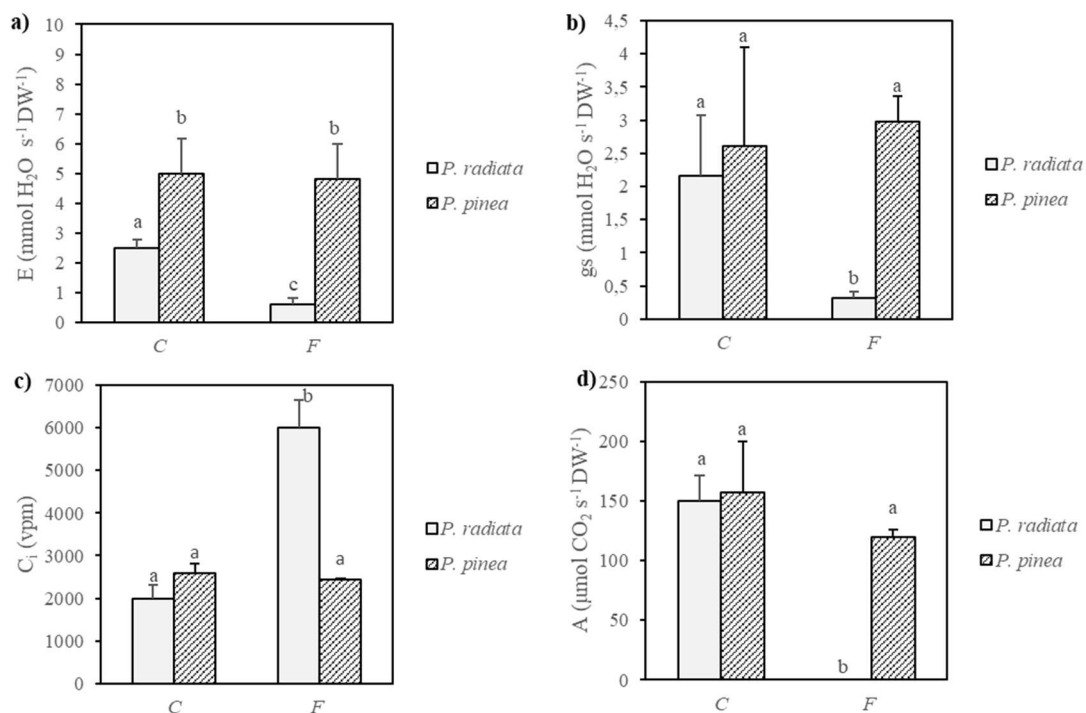 a)
E (mmol H₂O s⁻¹ DW⁻¹)
10
9
8
7
6
5
4
3
2
1
0
a
b
c
b
C
F
P. radiata
P. pinea
b)
gs (mmol H₂O s⁻¹ DW⁻¹)
4,5
4
3,5
3
2,5
2
1,5
1
0,5
0
a
a
b
a
C
F
P. radiata
P. pinea
c)
Cᵢ (vpm)
7000
6000
5000
4000
3000
2000
1000
0
a
a
b
a
C
F
P. radiata
P. pinea
d)
A (µmol CO₂ s⁻¹ DW⁻¹)
250
200
150
100
50
0
a
a
b
a
C
F
P. radiata
P. pinea